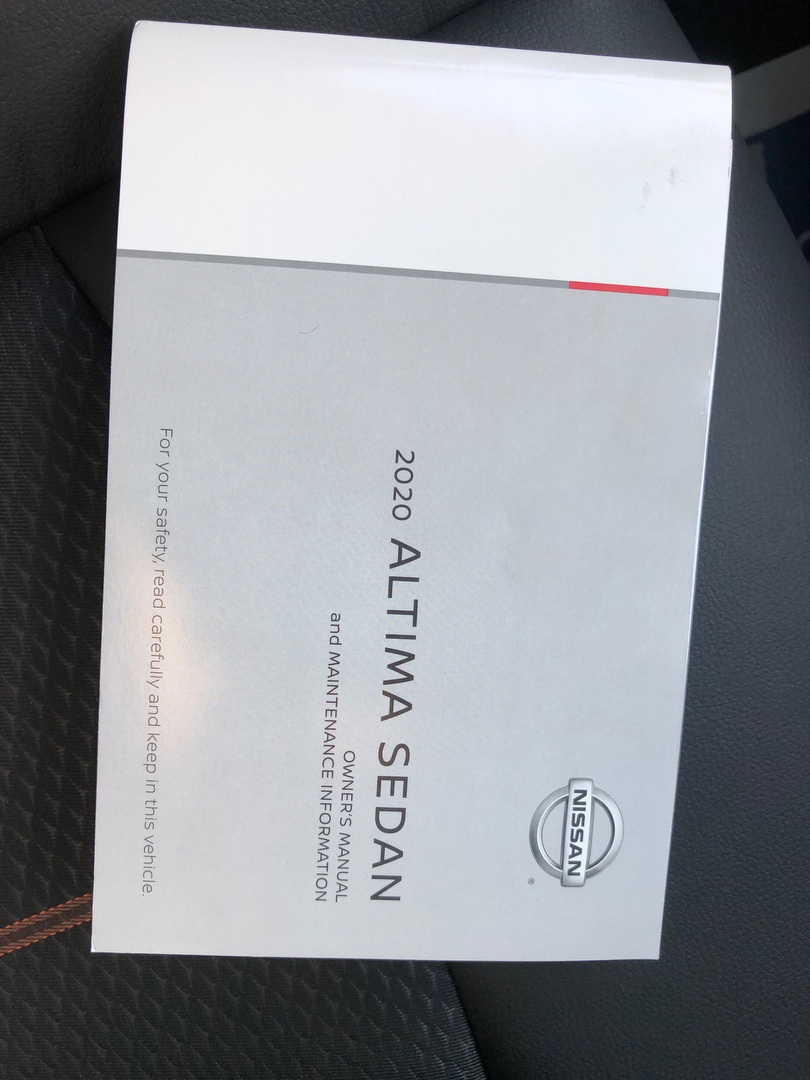 NISSAN
®
2020 ALTIMA SEDAN
OWNER'S MANUAL
and MAINTENANCE INFORMATION
For your safety, read carefully and keep in this vehicle.